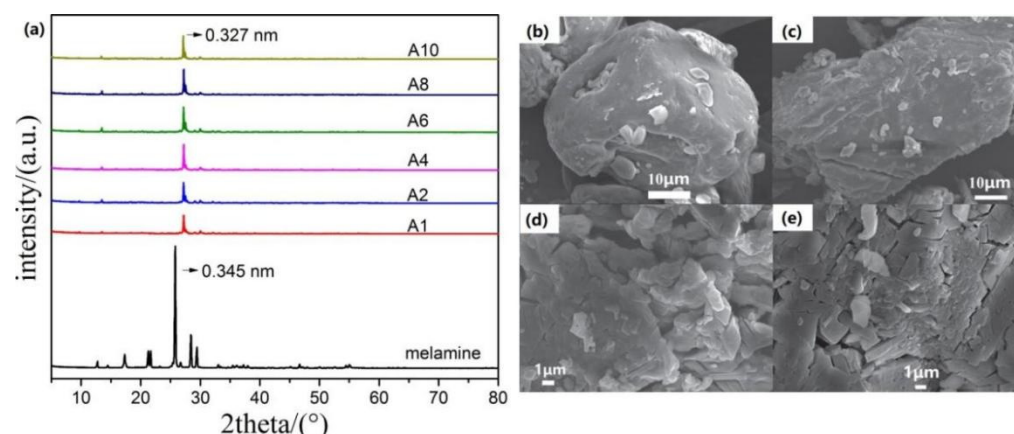 (a)
0.327 nm
A10
A8
A6
A4
A2
A1
0.345 nm
melamine
intensity/(a.u.)
10 20 30 40 50 60 70 80
2theta/(°)
(b)
10μm
(c)
10μm
(d)
1μm
(e)
1μm